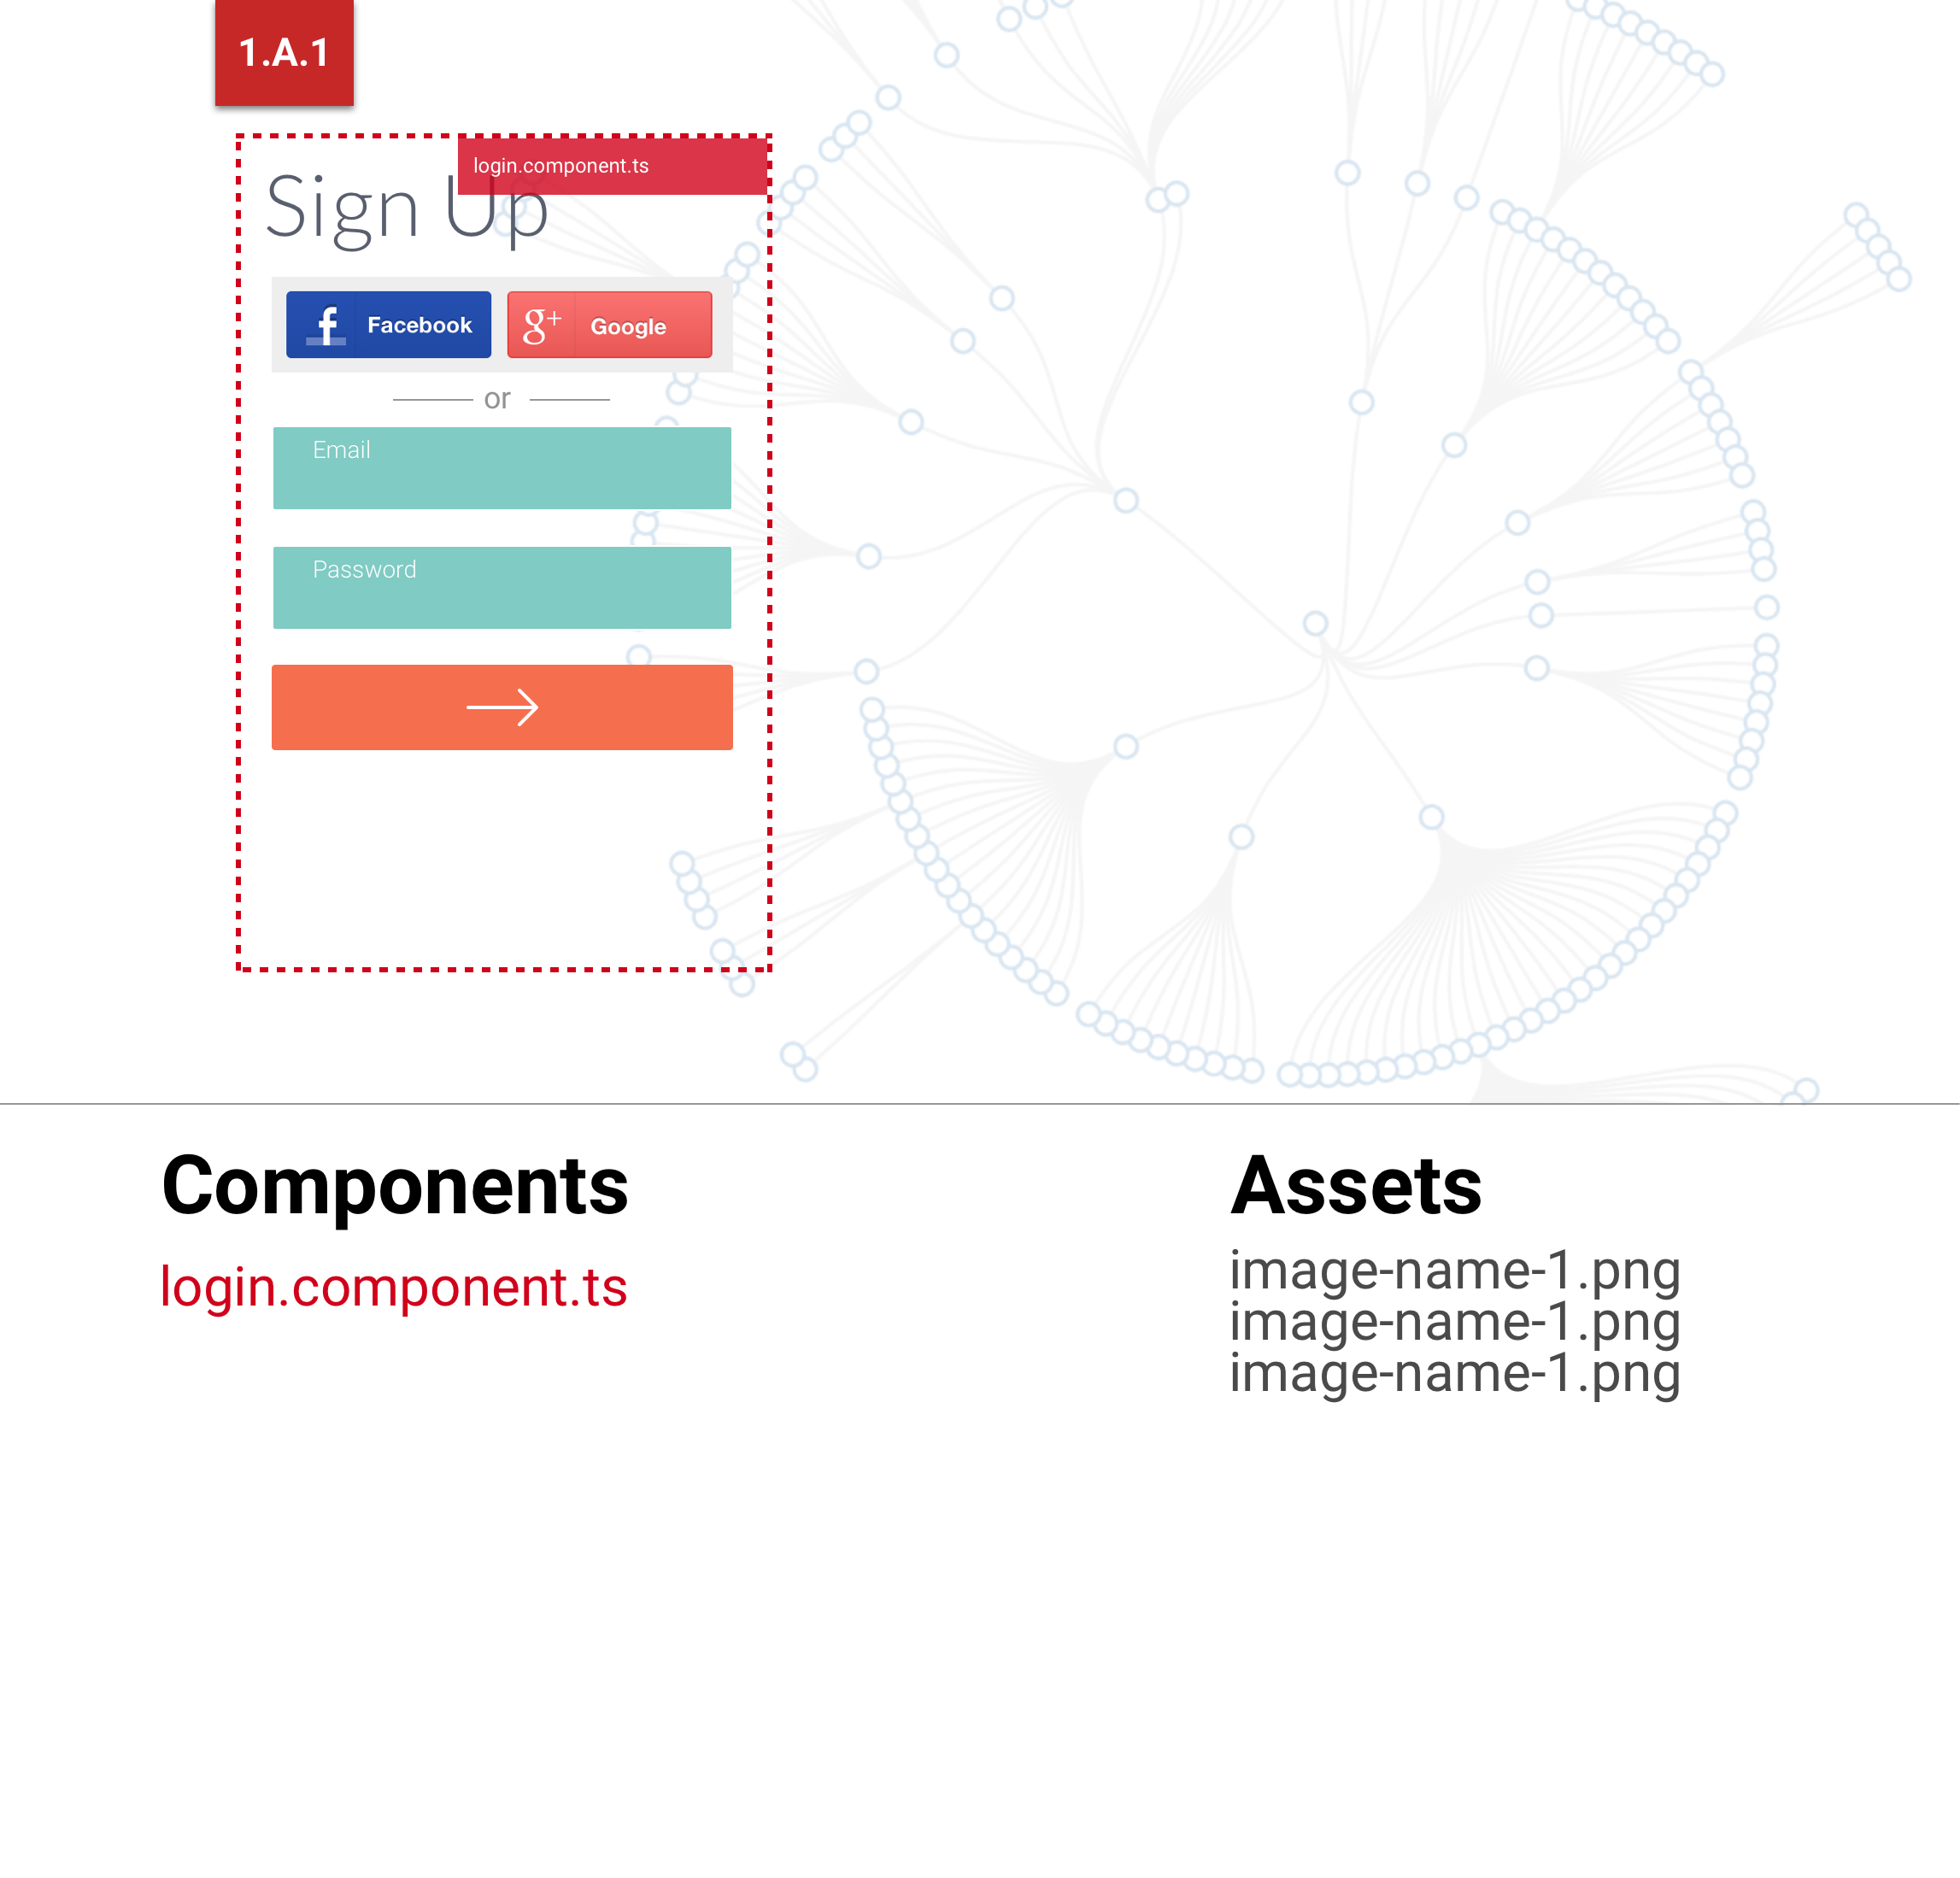 1.A.1
login.component.ts
Sign Up
f Facebook g+ Google
or
Email
Password
Components
login.component.ts
Assets
image-name-1.png
image-name-1.png
image-name-1.png